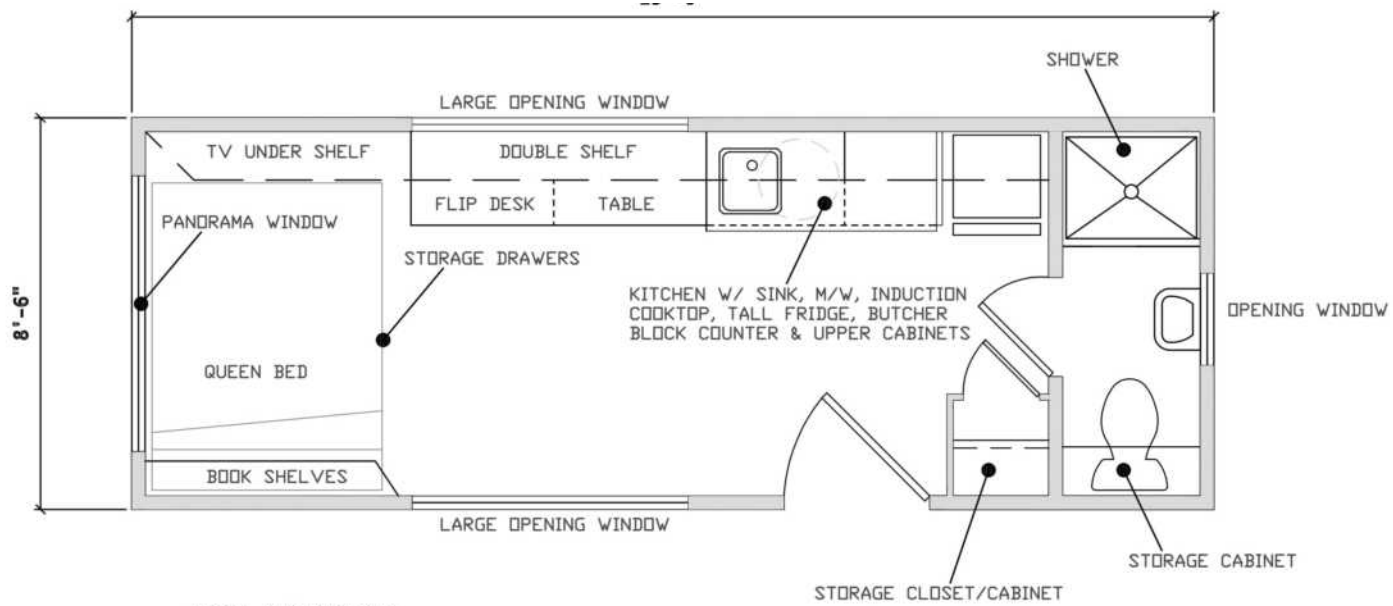 SHOWER
LARGE OPENING WINDOW
TV UNDER SHELF
DOUBLE SHELF
FLIP DESK
TABLE
PANORAMA WINDOW
STORAGE DRAWERS
8'-6"
KITCHEN W/ SINK, M/W, INDUCTION
COOKTOP, TALL FRIDGE, BUTCHER
BLOCK COUNTER & UPPER CABINETS
OPENING WINDOW
QUEEN BED
BOOK SHELVES
LARGE OPENING WINDOW
STORAGE CABINET
STORAGE CLOSET/CABINET